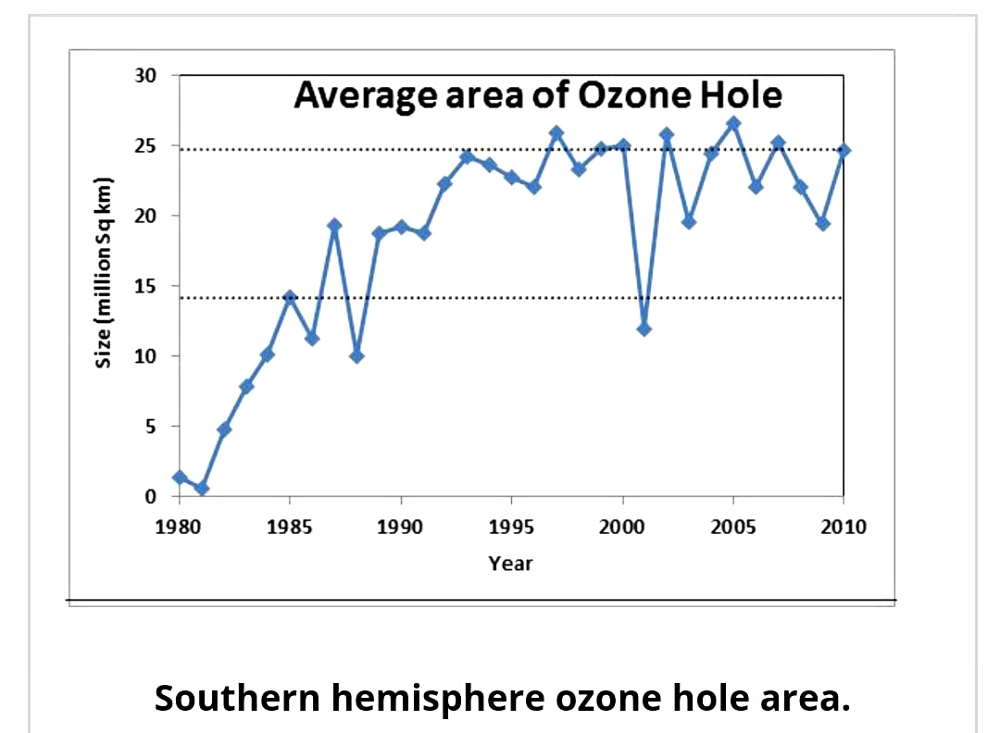 Average area of Ozone Hole
30
25
20
15
10
5
0
Size (million Sq km)
1980 1985 1990 1995 2000 2005 2010
Year
Southern hemisphere ozone hole area.